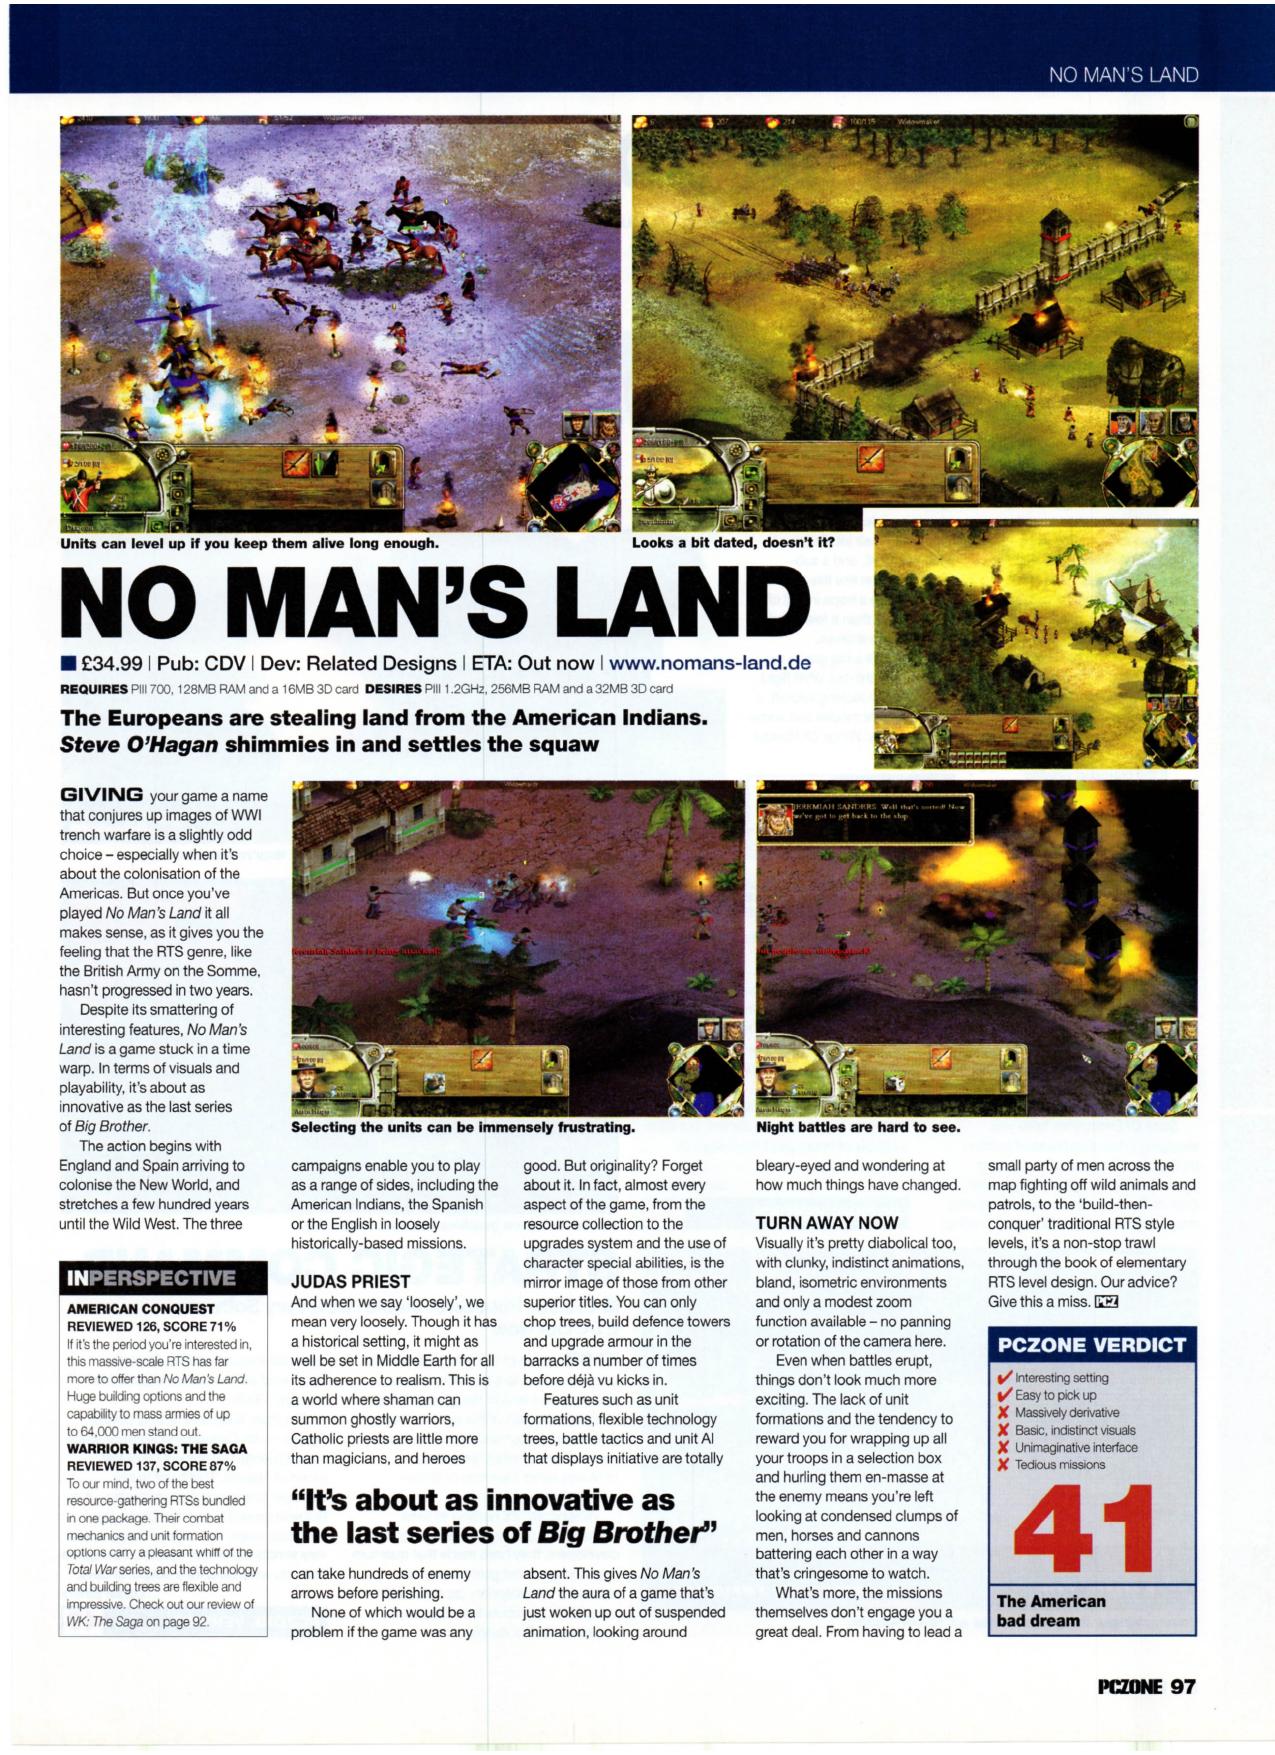 NO MAN'S LAND
Units can level up if you keep them alive long enough.
Looks a bit dated, doesn't it?
NO MAN'S LAND
£34.99 | Pub: CDV | Dev: Related Designs | ETA: Out now | www.nomans-land.de
REQUIRES PIII 700, 128MB RAM and a 16MB 3D card DESIRES PIII 1.2GHz, 256MB RAM and a 32MB 3D card
The Europeans are stealing land from the American Indians.
Steve O'Hagan shimmies in and settles the squaw
GIVING your game a name
that conjures up images of WWI
trench warfare is a slightly odd
choice – especially when it's
about the colonisation of the
Americas. But once you've
played No Man's Land it all
makes sense, as it gives you the
feeling that the RTS genre, like
the British Army on the Somme,
hasn't progressed in two years.
Despite its smattering of
interesting features, No Man's
Land is a game stuck in a time
warp. In terms of visuals and
playability, it's about as
innovative as the last series
of Big Brother.
The action begins with
England and Spain arriving to
colonise the New World, and
stretches a few hundred years
until the Wild West. The three
JEREMIAH SANDERS: Well that's sorted! Now
we've got to get back to the ship.
Jeremiah Sanders is being attacked!
Selecting the units can be immensely frustrating.
Night battles are hard to see.
campaigns enable you to play
as a range of sides, including the
American Indians, the Spanish
or the English in loosely
historically-based missions.
JUDAS PRIEST
And when we say 'loosely', we
mean very loosely. Though it has
a historical setting, it might as
well be set in Middle Earth for all
its adherence to realism. This is
a world where shaman can
summon ghostly warriors,
Catholic priests are little more
than magicians, and heroes
"It's about as innovative as
the last series of Big Brother"
can take hundreds of enemy
arrows before perishing.
None of which would be a
problem if the game was any
good. But originality? Forget
about it. In fact, almost every
aspect of the game, from the
resource collection to the
upgrades system and the use of
character special abilities, is the
mirror image of those from other
superior titles. You can only
chop trees, build defence towers
and upgrade armour in the
barracks a number of times
before déjà vu kicks in.
Features such as unit
formations, flexible technology
trees, battle tactics and unit AI
that displays initiative are totally
absent. This gives No Man's
Land the aura of a game that's
just woken up out of suspended
animation, looking around
bleary-eyed and wondering at
how much things have changed.
TURN AWAY NOW
Visually it's pretty diabolical too,
with clunky, indistinct animations,
bland, isometric environments
and only a modest zoom
function available – no panning
or rotation of the camera here.
Even when battles erupt,
things don't look much more
exciting. The lack of unit
formations and the tendency to
reward you for wrapping up all
your troops in a selection box
and hurling them en-masse at
the enemy means you're left
looking at condensed clumps of
men, horses and cannons
battering each other in a way
that's cringesome to watch.
What's more, the missions
themselves don't engage you a
great deal. From having to lead a
small party of men across the
map fighting off wild animals and
patrols, to the 'build-then-
conquer' traditional RTS style
levels, it's a non-stop trawl
through the book of elementary
RTS level design. Our advice?
Give this a miss. PCZ
INPERSPECTIVE
AMERICAN CONQUEST
REVIEWED 126, SCORE 71%
If it's the period you're interested in,
this massive-scale RTS has far
more to offer than No Man's Land.
Huge building options and the
capability to mass armies of up
to 64,000 men stand out.
WARRIOR KINGS: THE SAGA
REVIEWED 137, SCORE 87%
To our mind, two of the best
resource-gathering RTSs bundled
in one package. Their combat
mechanics and unit formation
options carry a pleasant whiff of the
Total War series, and the technology
and building trees are flexible and
impressive. Check out our review of
WK: The Saga on page 92.
PCZONE VERDICT
✓ Interesting setting
✓ Easy to pick up
✗ Massively derivative
✗ Basic, indistinct visuals
✗ Unimaginative interface
✗ Tedious missions
41
The American
bad dream
PCZONE 97